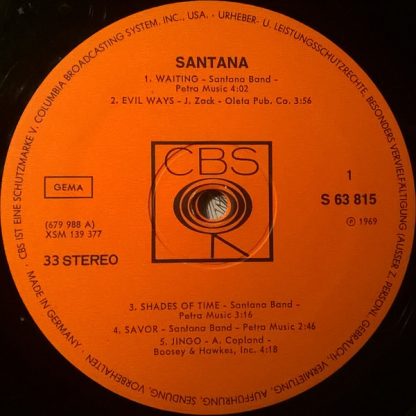 CBS IST EINE SCHUTZMARKE V. COLUMBIA BROADCASTING SYSTEM, INC., USA. - URHEBER- U. LEISTUNGSSCHUTZRECHTE, BESONDERS VERVIELFÄLTIGUNG (AUSSER Z. PERSÖNL. GEBRAUCH), VERMIETUNG, AUFFÜHRUNG, SENDUNG, VORBEHALTEN · MADE IN GERMANY
SANTANA
1. WAITING - Santana Band -
Petra Music 4:02
2. EVIL WAYS - J. Zack - Oleta Pub. Co. 3:56
CBS
GEMA
1
S 63 815
(679 988 A)
XSM 139 377
℗ 1969
33 STEREO
3. SHADES OF TIME - Santana Band -
Petra Music 3:16
4. SAVOR - Santana Band - Petra Music 2:46
5. JINGO - A. Copland -
Boosey & Hawkes, Inc. 4:18